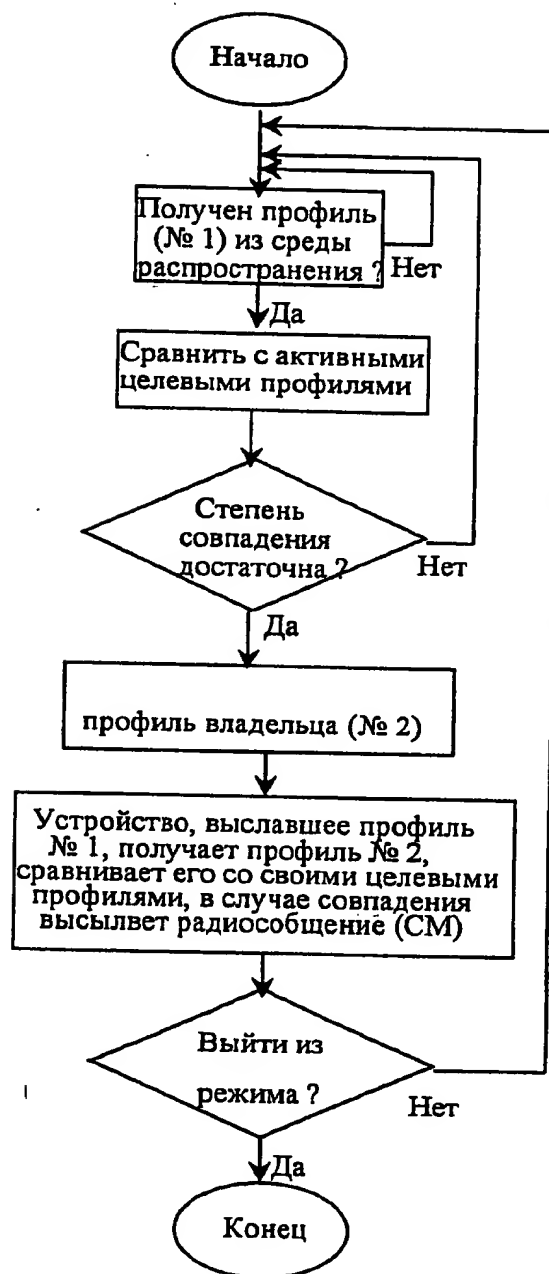 Начало
Получен профиль
(№ 1) из среды
распространения ?
Нет
Да
Сравнить с активными
целевыми профилями
Степень
совпадения
достаточна ?
Нет
Да
профиль владельца (№ 2)
Устройство, выславшее профиль
№ 1, получает профиль № 2,
сравнивает его со своими целевыми
профилями, в случае совпадения
высылвет радиособщение (СМ)
Выйти из
режима ?
Нет
Да
Конец